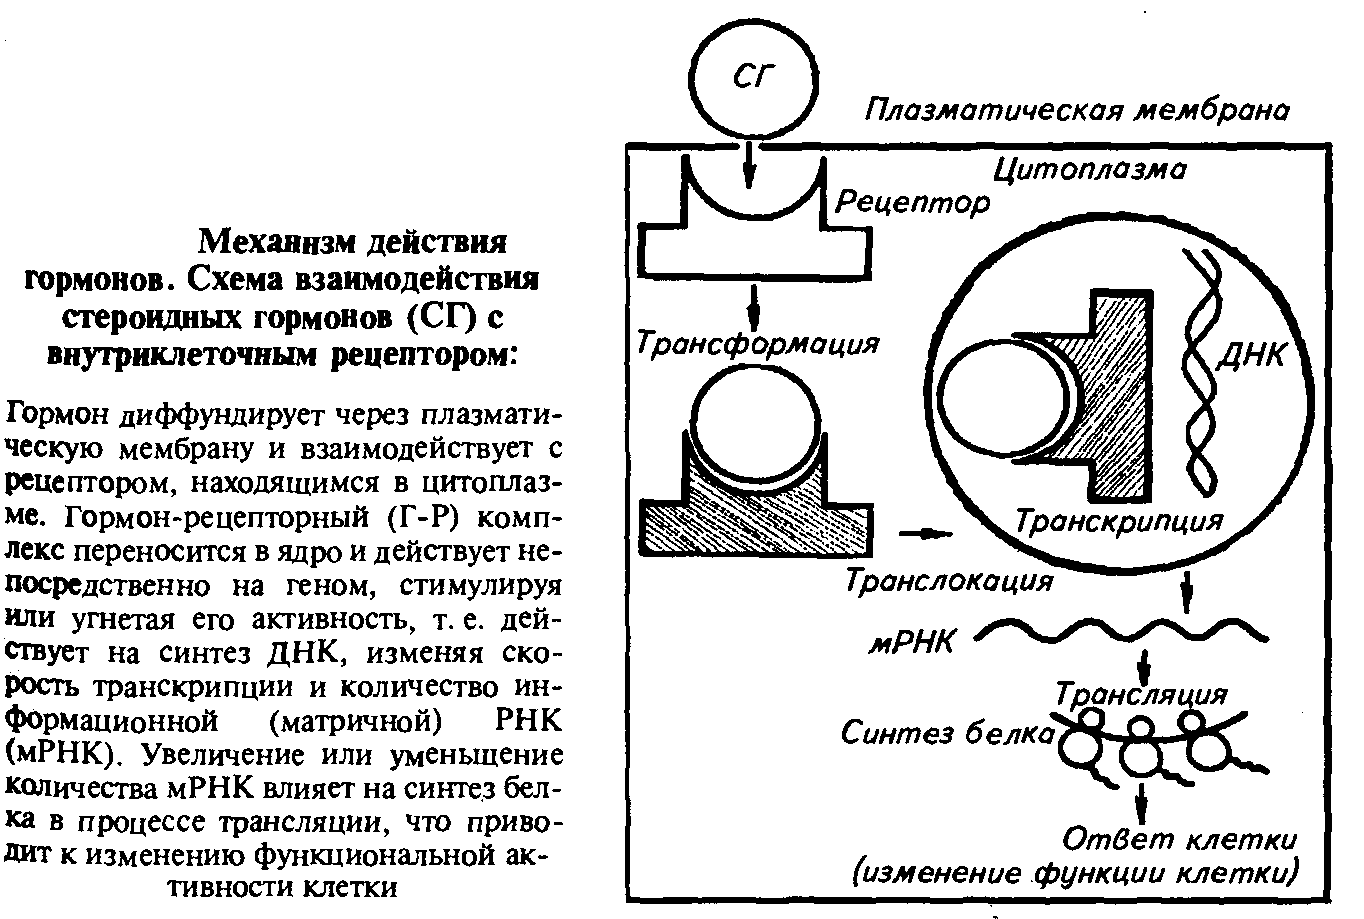 Механизм действия
гормонов. Схема взаимодействия
стероидных гормонов (СГ) с
внутриклеточным рецептором:
Гормон диффундирует через плазмати-
ческую мембрану и взаимодействует с
рецептором, находящимся в цитоплаз-
ме. Гормон-рецепторный (Г-Р) комп-
лекс переносится в ядро и действует не-
посредственно на геном, стимулируя
или угнетая его активность, т. е. дей-
ствует на синтез ДНК, изменяя ско-
рость транскрипции и количество ин-
формационной (матричной) РНК
(мРНК). Увеличение или уменьшение
количества мРНК влияет на синтез бел-
ка в процессе трансляции, что приво-
дит к изменению функциональной ак-
тивности клетки
СГ
Плазматическая мембрана
Цитоплазма
Рецептор
Трансформация
ДНК
Транскрипция
Транслокация
мРНК
Трансляция
Синтез белка
Ответ клетки
(изменение функции клетки)